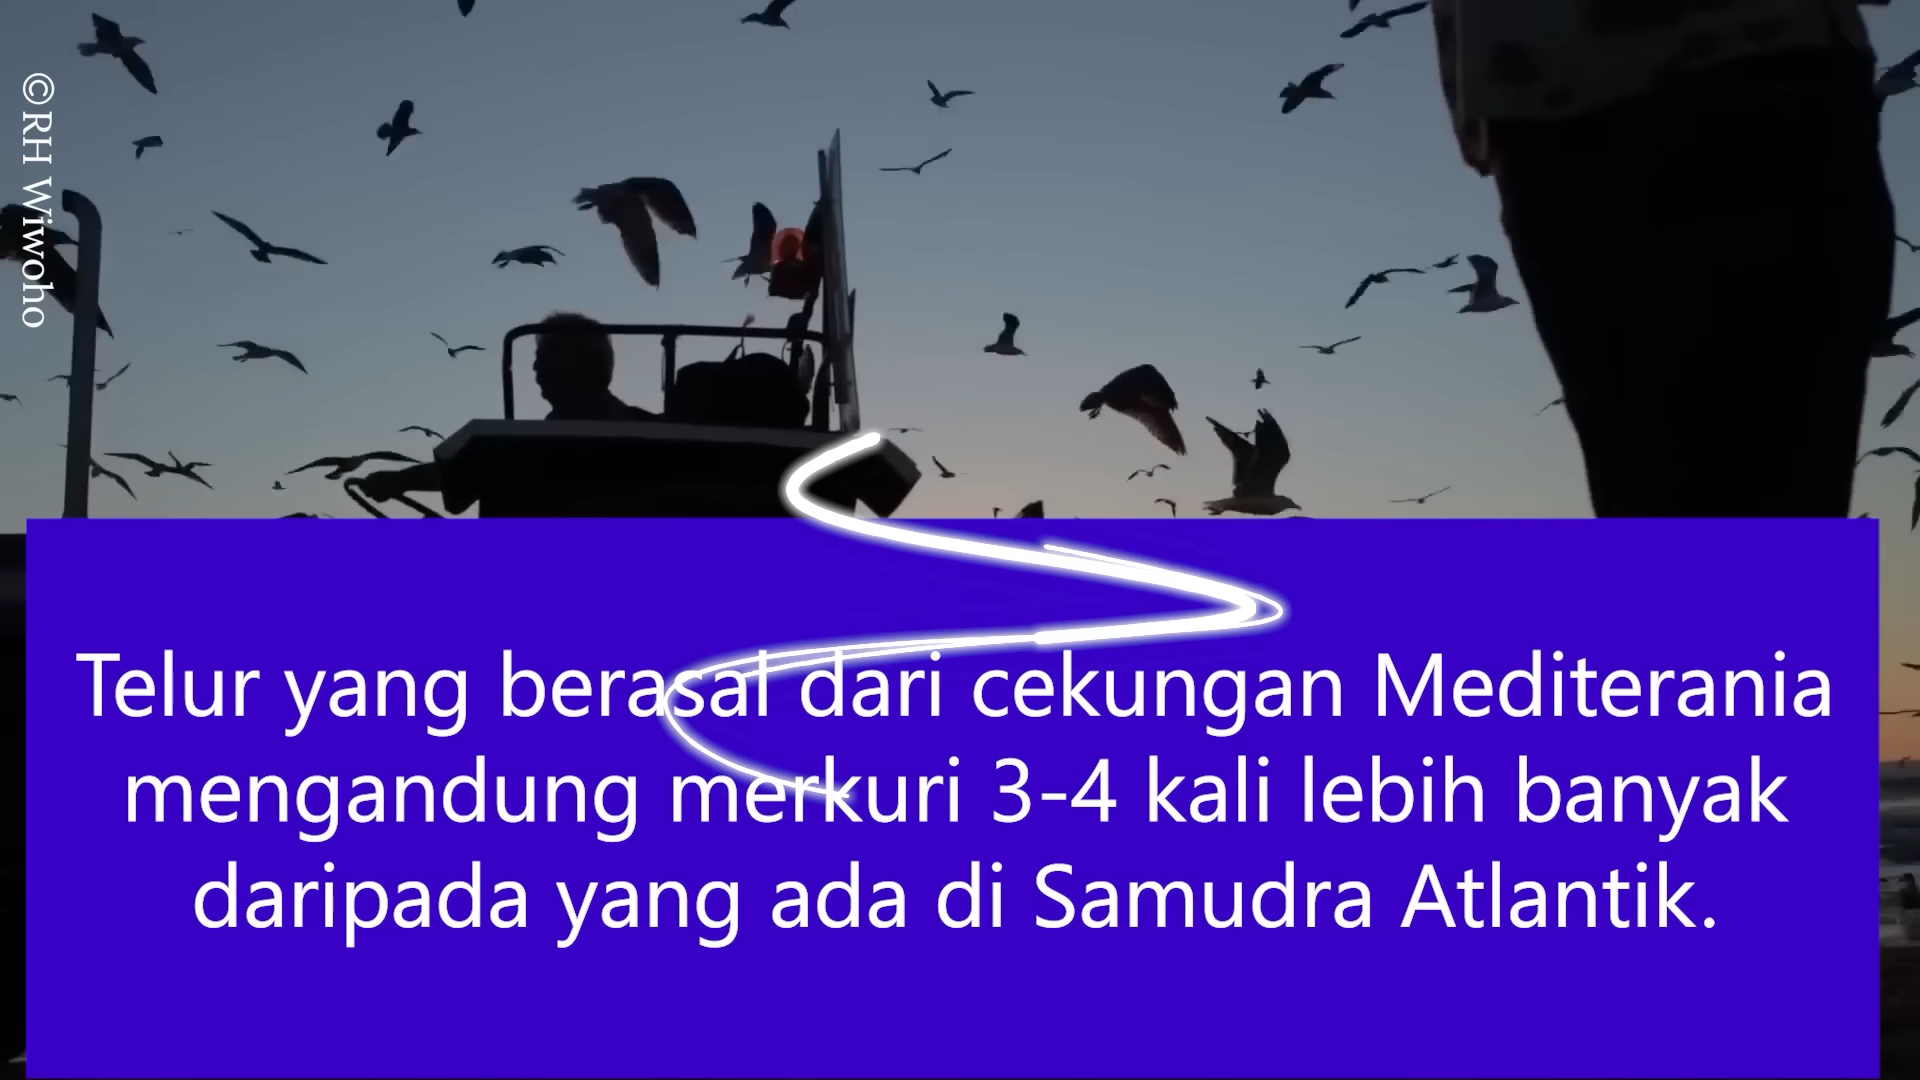 ©RH Wiwoho
Telur yang berasal dari cekungan Mediterania
mengandung merkuri 3-4 kali lebih banyak
daripada yang ada di Samudra Atlantik.